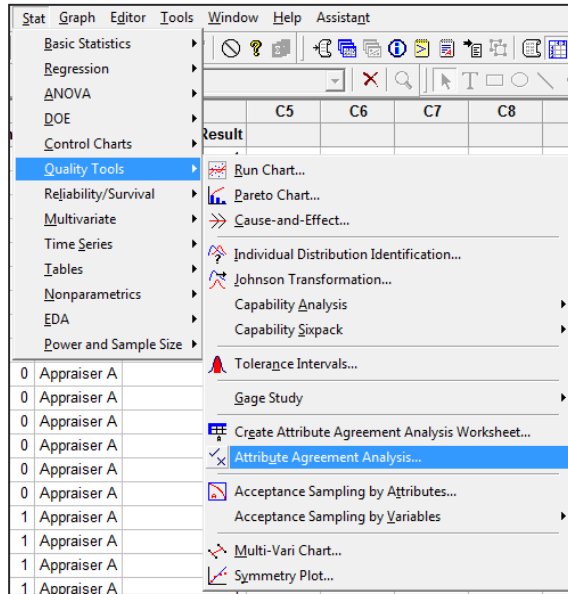 Stat Graph Editor Tools Window Help Assistant
Basic Statistics
Regression
ANOVA
DOE
Control Charts
Quality Tools
Reliability/Survival
Multivariate
Time Series
Tables
Nonparametrics
EDA
Power and Sample Size
C5 C6 C7 C8
Result
Run Chart...
Pareto Chart...
Cause-and-Effect...
Individual Distribution Identification...
Johnson Transformation...
Capability Analysis
Capability Sixpack
Tolerance Intervals...
Gage Study
Create Attribute Agreement Analysis Worksheet...
Attribute Agreement Analysis...
Acceptance Sampling by Attributes...
Acceptance Sampling by Variables
Multi-Vari Chart...
Symmetry Plot...
0 Appraiser A
0 Appraiser A
0 Appraiser A
0 Appraiser A
0 Appraiser A
0 Appraiser A
1 Appraiser A
1 Appraiser A
1 Appraiser A
1 Appraiser A